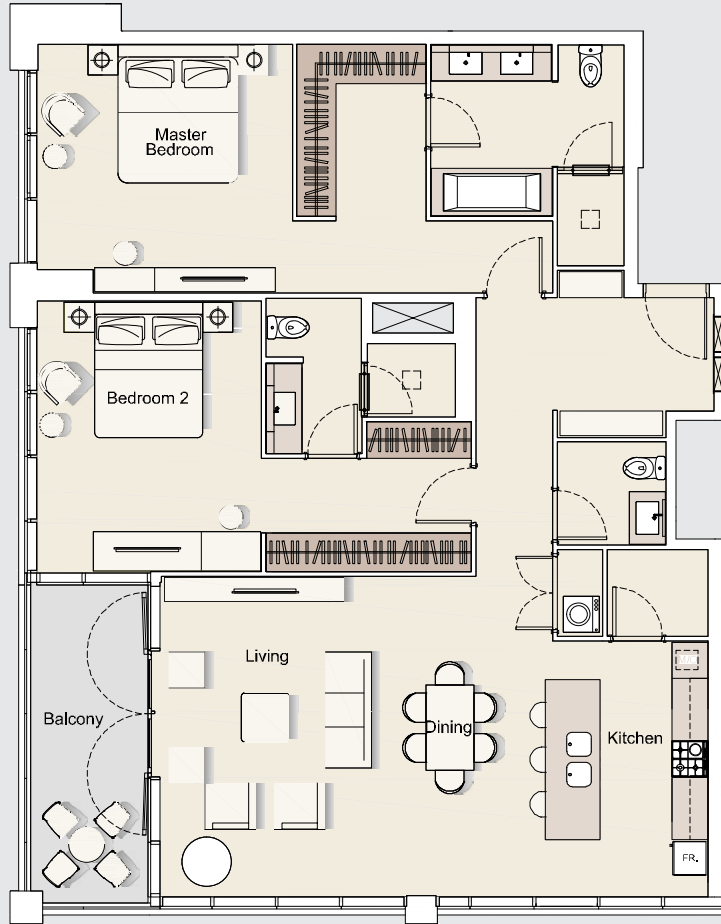 Master
Bedroom
Bedroom 2
Living
Balcony
Dining
Kitchen
FR.